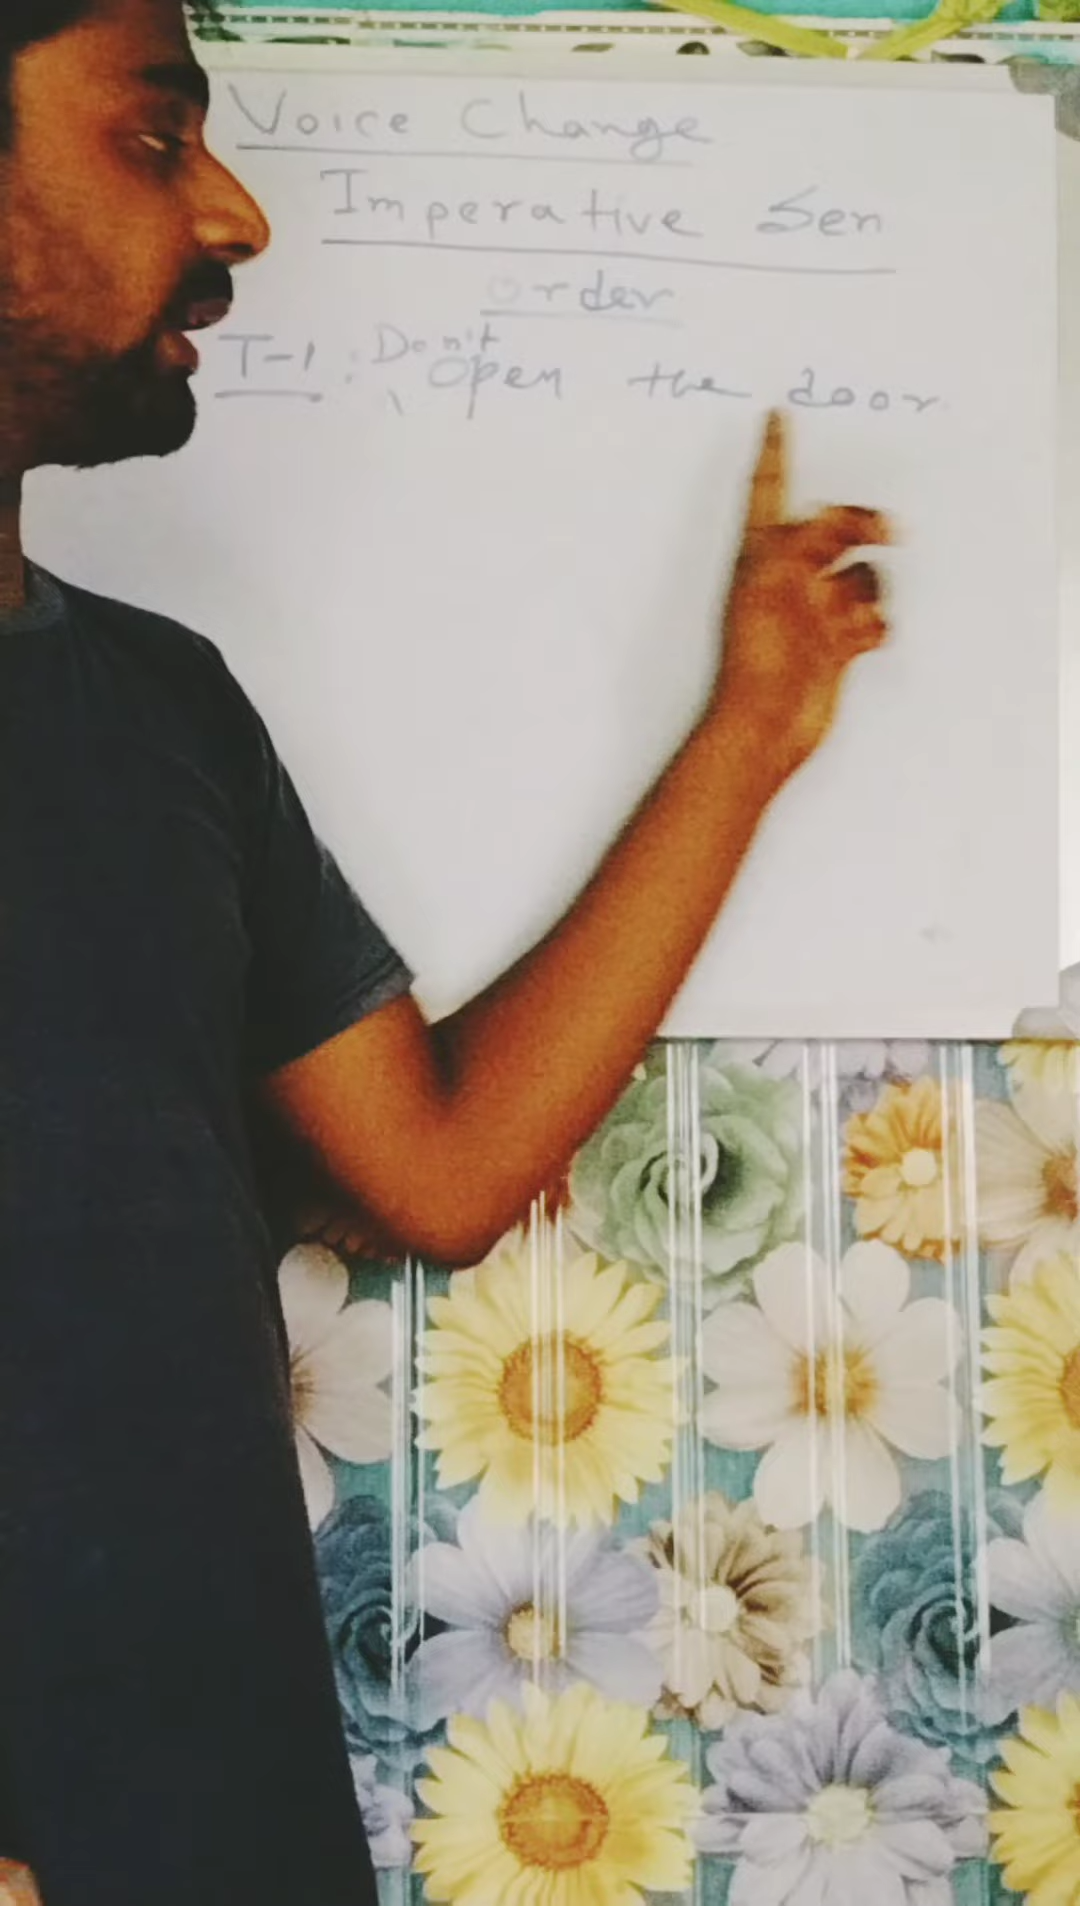 Voice Change
Imperative Sen
order
T-1 : Don't
Open the door